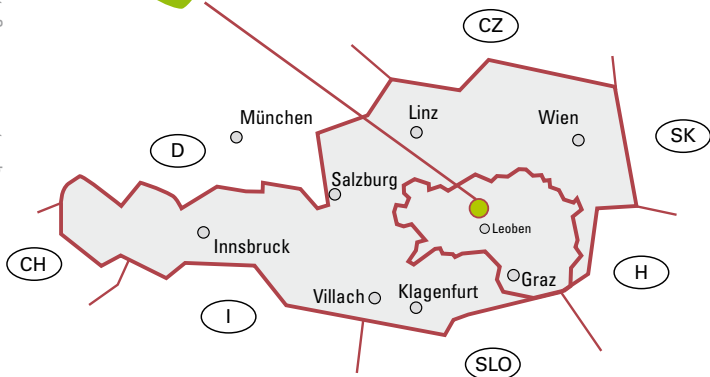 CZ
München
Linz
Wien
SK
D
Salzburg
Leoben
Innsbruck
CH
Graz
H
Villach
Klagenfurt
I
SLO